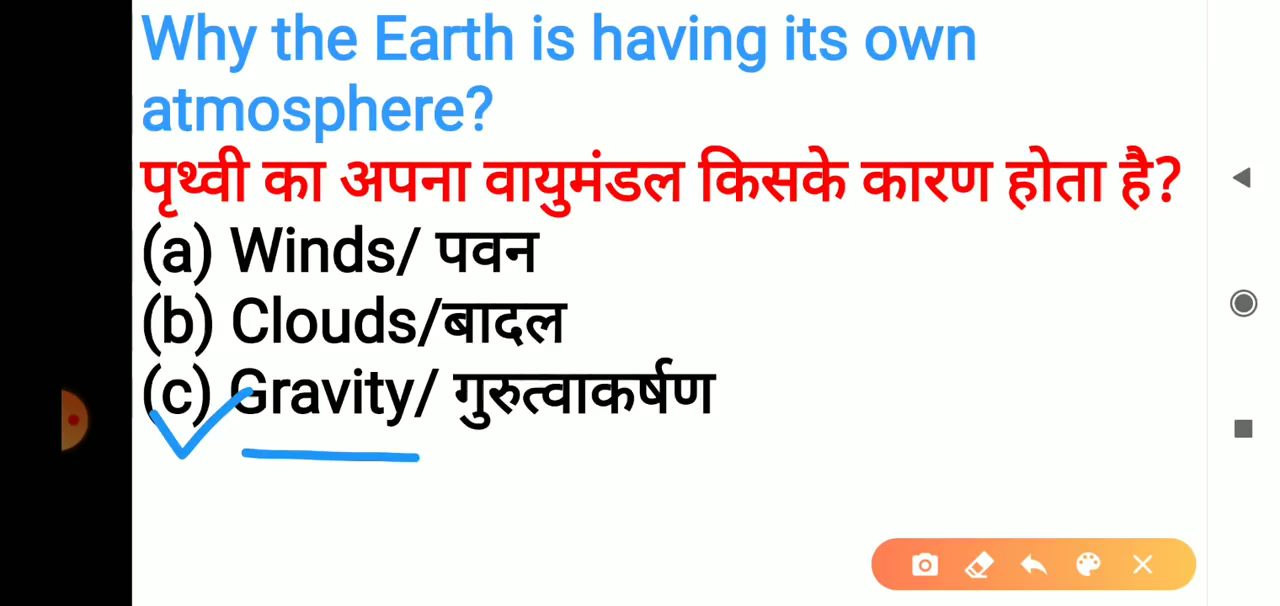 Why the Earth is having its own
atmosphere?
पृथ्वी का अपना वायुमंडल किसके कारण होता है?
(a) Winds/ पवन
(b) Clouds/बादल
(c) Gravity/ गुरुत्वाकर्षण